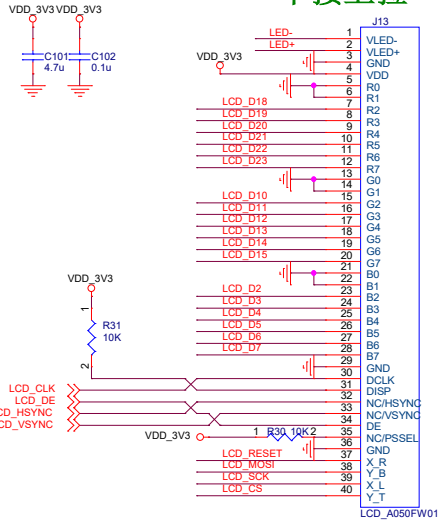 VDD_3V3 VDD_3V3
J13
LED-
1
VLED-
LED+
2
VLED+
3
GND
VDD_3V3
4
VDD
5
R0
6
R1
LCD_D18
7
R2
LCD_D19
8
R3
LCD_D20
9
R4
LCD_D21
10
R5
LCD_D22
11
R6
LCD_D23
12
R7
13
G0
14
G1
LCD_D10
15
G2
LCD_D11
16
G3
LCD_D12
17
G4
LCD_D13
18
G5
LCD_D14
19
G6
LCD_D15
20
G7
21
B0
22
B1
LCD_D2
23
B2
LCD_D3
24
B3
LCD_D4
25
B4
LCD_D5
26
B5
LCD_D6
27
B6
LCD_D7
28
B7
29
GND
30
DCLK
31
DISP
32
NC/HSYNC
33
NC/VSYNC
34
DE
35
NC/PSSEL
36
GND
LCD_RESET
37
X_R
LCD_MOSI
38
Y_B
LCD_SCK
39
X_L
LCD_CS
40
Y_T
LCD_A050FW01
C101
4.7u
C102
0.1u
VDD_3V3
1
R31
10K
2
LCD_CLK
LCD_DE
CD_HSYNC
CD_VSYNC
VDD_3V3
1
R30 10K
2